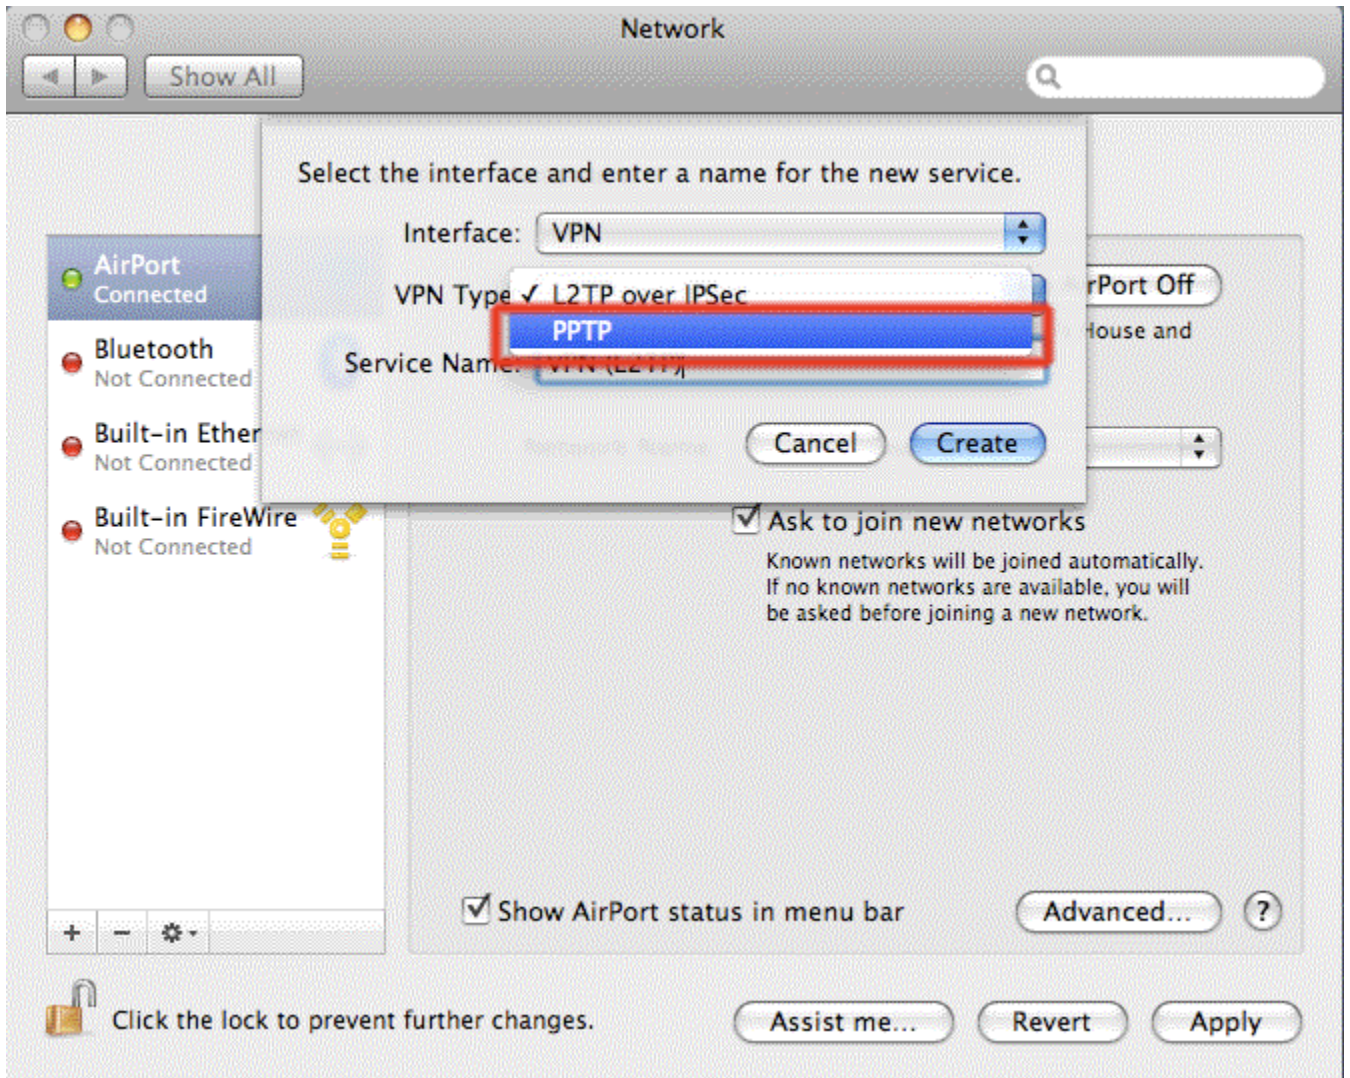 Network
Show All
Select the interface and enter a name for the new service.
Interface: VPN
VPN Type ✓ L2TP over IPSec
PPTP
Service Name: VPN (L2TP)
Cancel
Create
AirPort
Connected
rPort Off
House and
Bluetooth
Not Connected
Built-in Ether
Not Connected
Built-in FireWire
Not Connected
Ask to join new networks
Known networks will be joined automatically.
If no known networks are available, you will
be asked before joining a new network.
Show AirPort status in menu bar
Advanced...
?
Click the lock to prevent further changes.
Assist me...
Revert
Apply